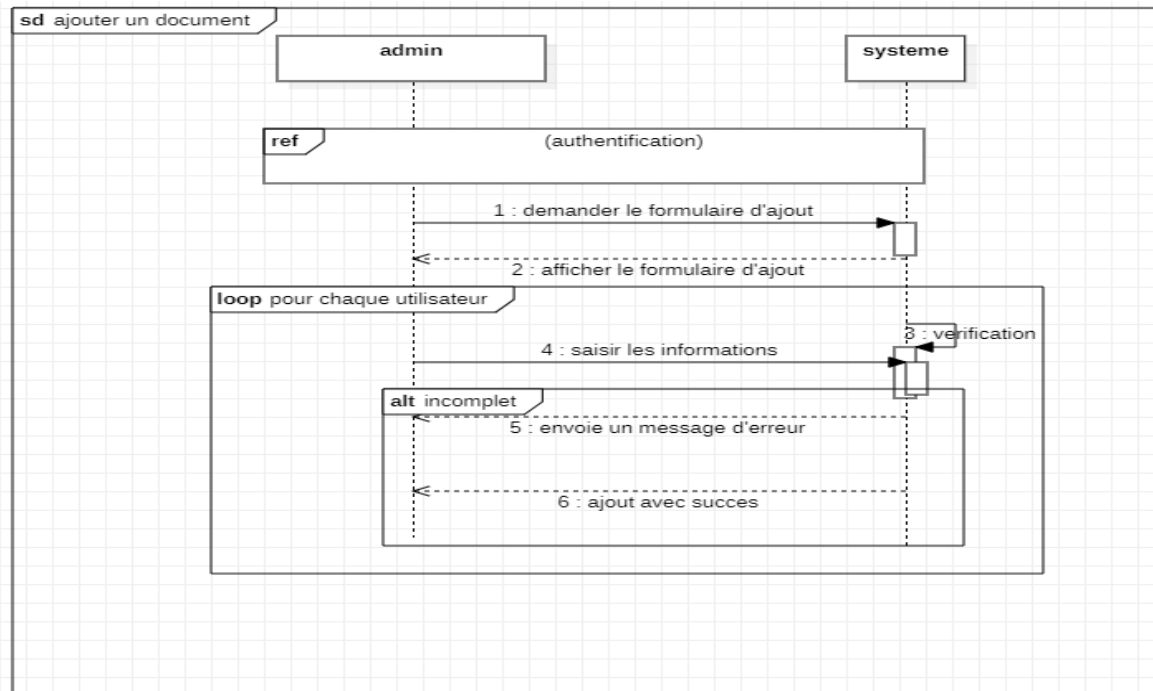 sd ajouter un document
admin
systeme
ref
(authentification)
1 : demander le formulaire d'ajout
2 : afficher le formulaire d'ajout
loop pour chaque utilisateur
3 : verification
4 : saisir les informations
alt incomplet
5 : envoie un message d'erreur
6 : ajout avec succes